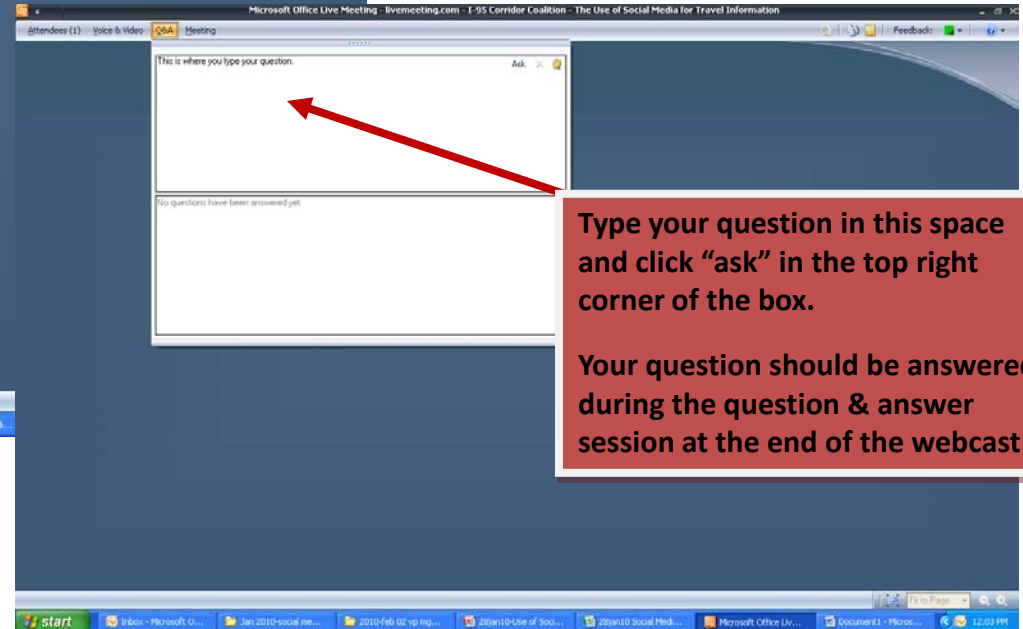 Microsoft Office Live Meeting - livemeeting.com - I-95 Corridor Coalition - The Use of Social Media for Travel Information
Attendees (1) Voice & Video Q&A Meeting Feedback:
This is where you type your question. Ask
No questions have been answered yet.
Type your question in this space
and click “ask” in the top right
corner of the box.
Your question should be answered
during the question & answer
session at the end of the webcast
Fit to Page
start Inbox - Microsoft O... Jan 2010-social me... 2010-feb 02 vp mg... 28jan10-Use of Soci... 28jan10 Social Medi... Microsoft Office Liv... Document1 - Micros... 12:03 PM